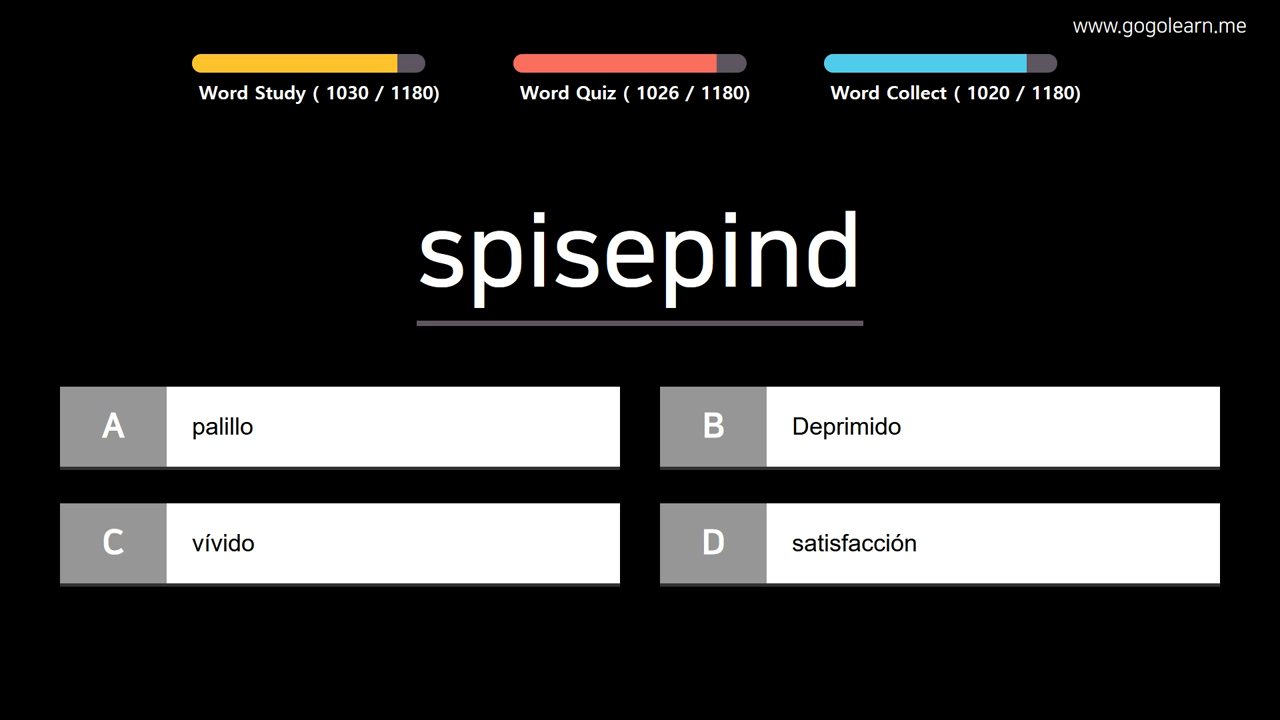 www.gogolearn.me
Word Study ( 1030 / 1180)
Word Quiz ( 1026 / 1180)
Word Collect ( 1020 / 1180)
spisepind
A palillo
B Deprimido
C vívido
D satisfacción